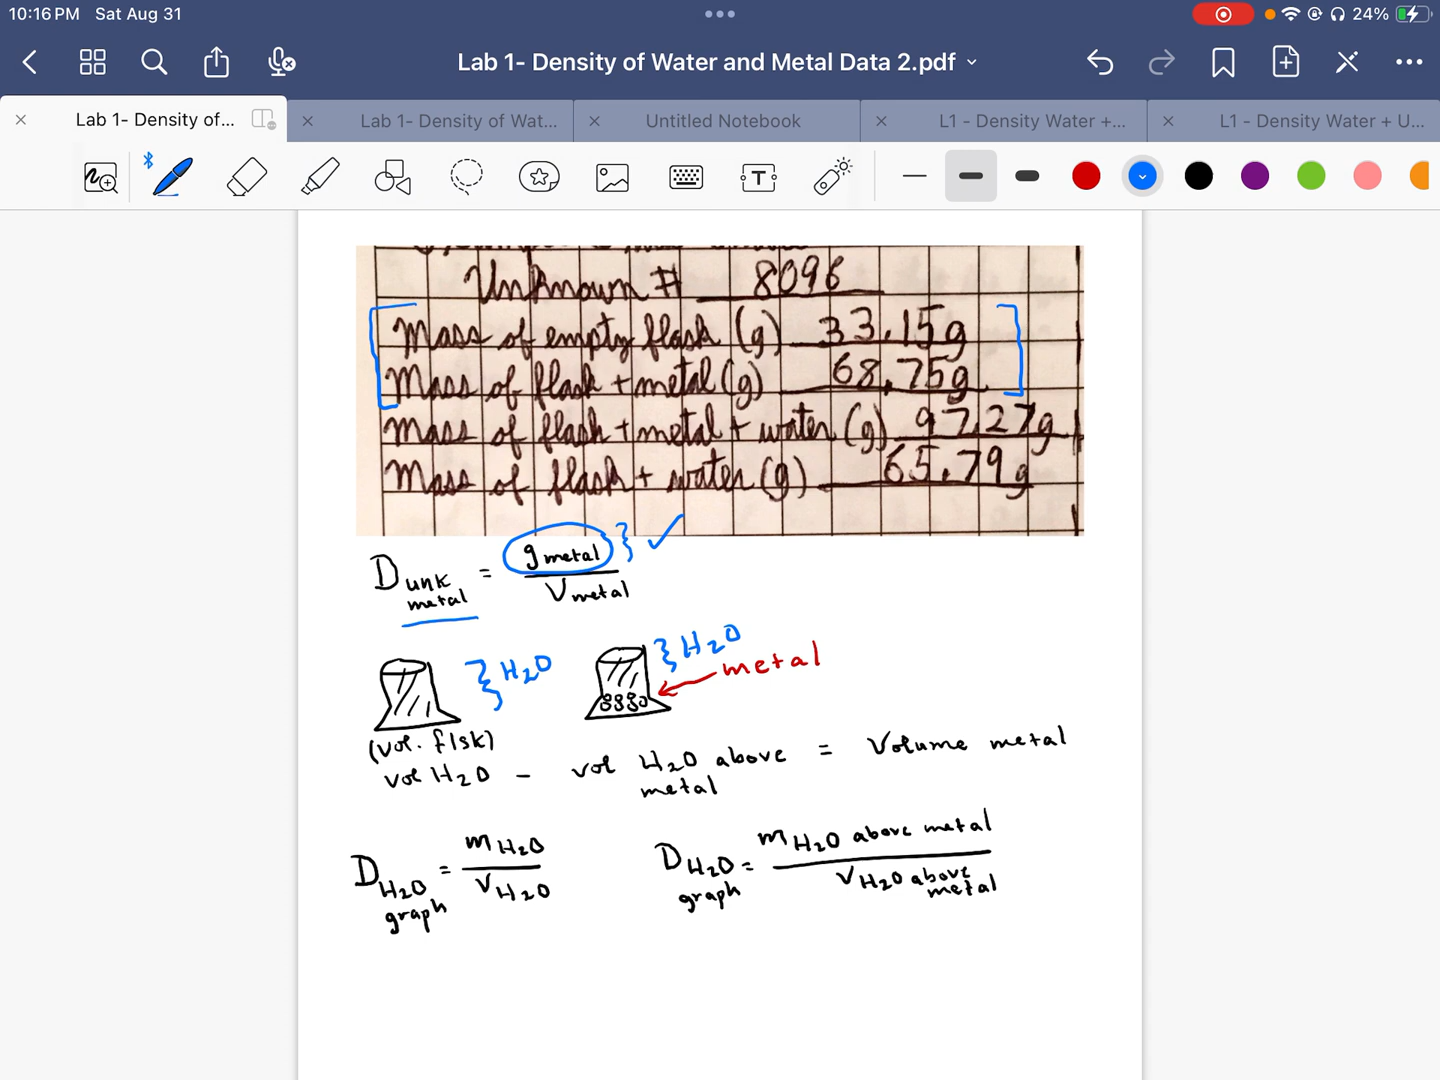 10:16 PM Sat Aug 31
24%
Lab 1- Density of Water and Metal Data 2.pdf
Lab 1- Density of...
Lab 1- Density of Wat...
Untitled Notebook
L1 - Density Water +...
L1 - Density Water + U...
Unknown # 8096
Mass of empty flask (g) 33.15g
Mass of flask + metal (g) 68.75g
Mass of flask + metal + water (g) 97.27g
Mass of flask + water (g) 65.79g
D unk metal = g metal / V metal
} H2O } H2O
metal
(vol. flsk)
vol H2O - vol H2O above metal = Volume metal
D H2O graph = m H2O / V H2O
D H2O graph = m H2O above metal / V H2O above metal